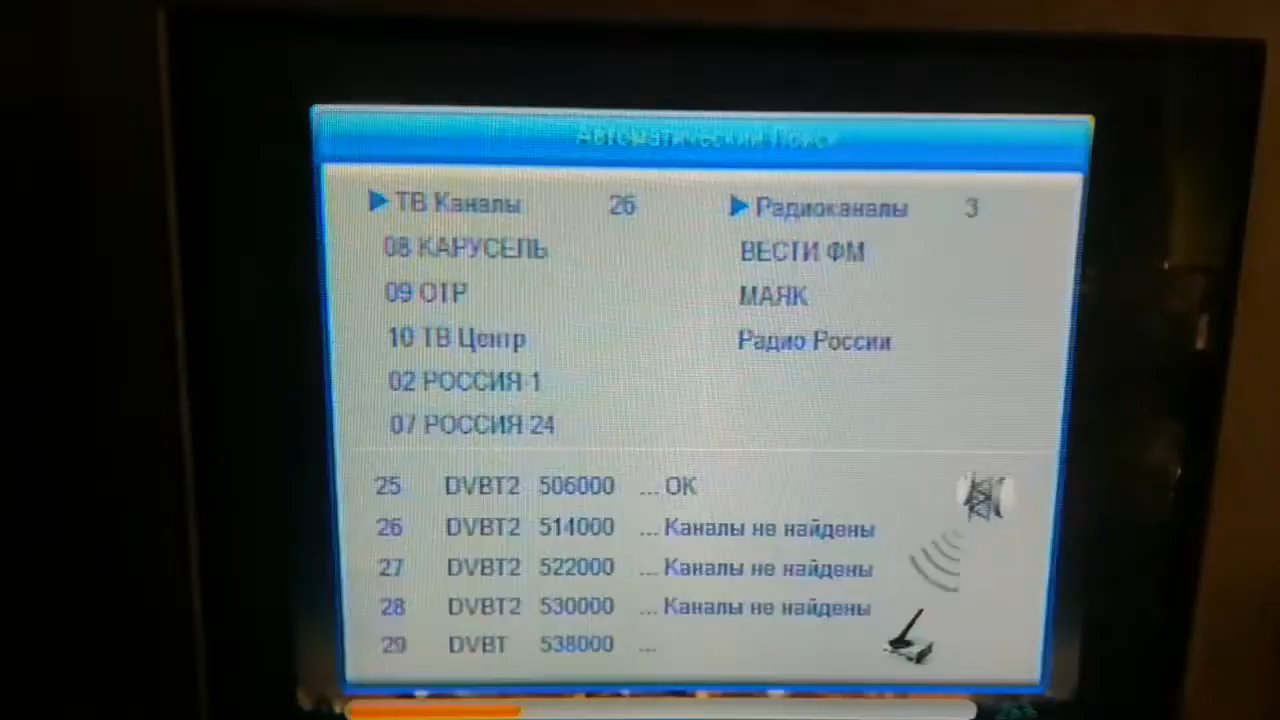 Автоматический Поиск
ТВ Каналы 26
Радиоканалы 3
08 КАРУСЕЛЬ
09 ОТР
10 ТВ Центр
02 РОССИЯ 1
07 РОССИЯ 24
ВЕСТИ ФМ
МАЯК
Радио России
25 DVBT2 506000 ... OK
26 DVBT2 514000 ... Каналы не найдены
27 DVBT2 522000 ... Каналы не найдены
28 DVBT2 530000 ... Каналы не найдены
29 DVBT 538000 ...